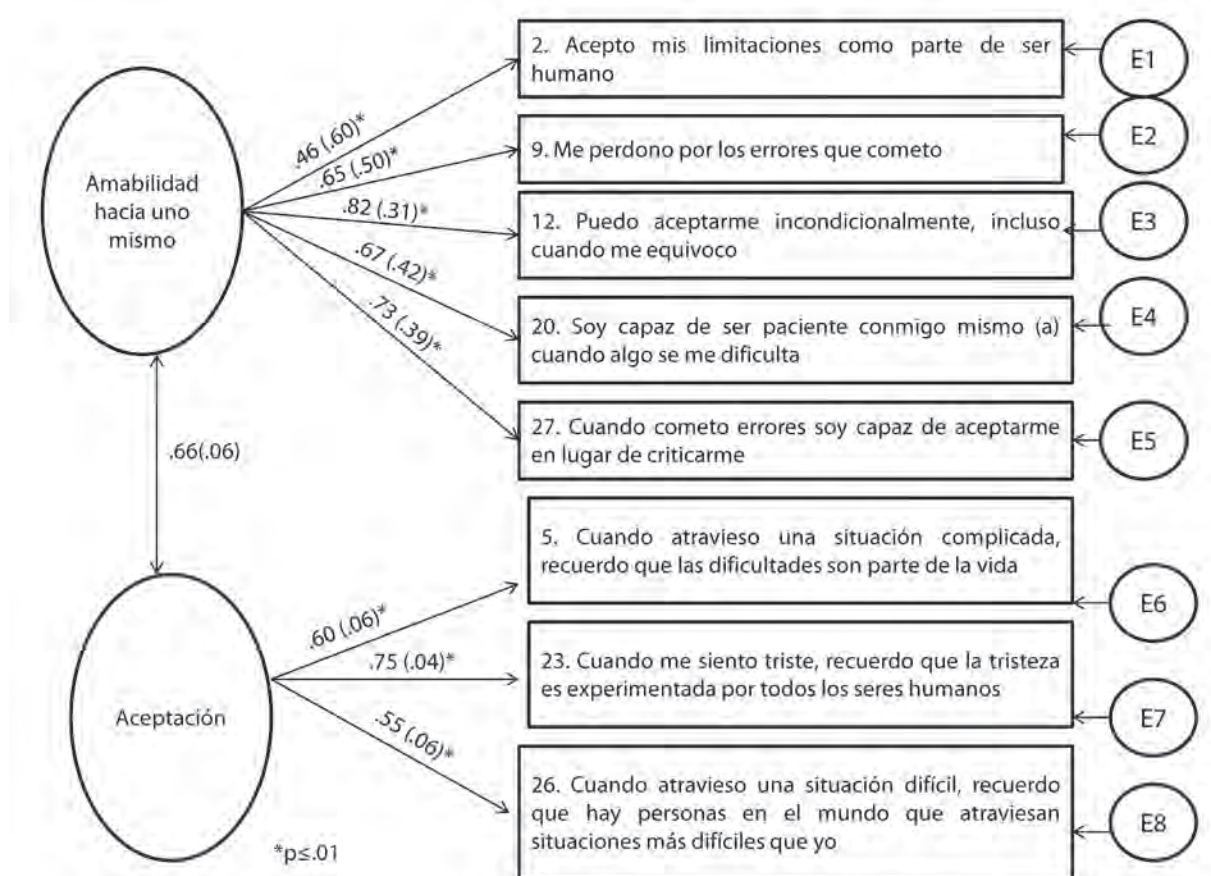 2. Acepto mis limitaciones como parte de ser
humano
E1
.46 (.60)*
9. Me perdono por los errores que cometo
E2
.65 (.50)*
Amabilidad
hacia uno
mismo
12. Puedo aceptarme incondicionalmente, incluso
cuando me equivoco
E3
.82 (.31)*
20. Soy capaz de ser paciente conmigo mismo (a)
cuando algo se me dificulta
E4
.67 (.42)*
27. Cuando cometo errores soy capaz de aceptarme
en lugar de criticarme
E5
.73 (.39)*
.66(.06)
5. Cuando atravieso una situación complicada,
recuerdo que las dificultades son parte de la vida
E6
.60 (.06)*
23. Cuando me siento triste, recuerdo que la tristeza
es experimentada por todos los seres humanos
E7
.75 (.04)*
Aceptación
26. Cuando atravieso una situación difícil, recuerdo
que hay personas en el mundo que atraviesan
situaciones más difíciles que yo
E8
.55 (.06)*
*p≤.01